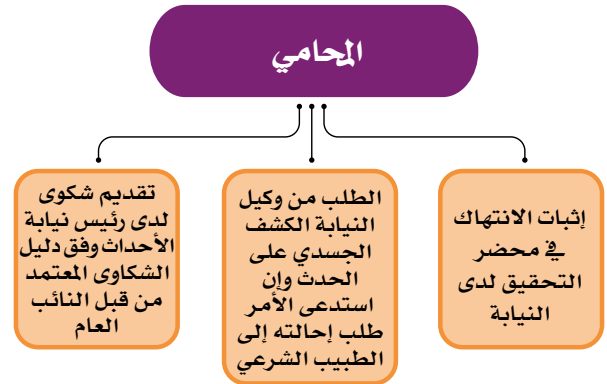 المحامي
إثبات الانتهاك
في محضر
التحقيق لدى
النيابة
الطلب من وكيل
النيابة الكشف
الجسدي على
الحدث وإن
استدعى الأمر
طلب إحالته إلى
الطبيب الشرعي
تقديم شكوى
لدى رئيس نيابة
الأحداث وفق دليل
الشكاوى المعتمد
من قبل النائب
العام